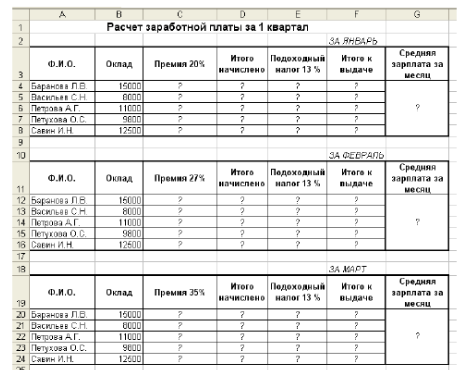 A B C D E F G
1 Расчет заработной платы за 1 квартал
2 ЗА ЯНВАРЬ
3 Ф.И.О. Оклад Премия 20% Итого начислено Подоходный налог 13 % Итого к выдаче Средняя зарплата за месяц
4 Баранова Л.В. 15000 ? ? ? ?
5 Васильев С.Н. 8000 ? ? ? ?
6 Петрова А.Г. 11000 ? ? ? ? ?
7 Петухова О.С. 9800 ? ? ? ?
8 Савин И.Н. 12500 ? ? ? ?
9
10 ЗА ФЕВРАЛЬ
11 Ф.И.О. Оклад Премия 27% Итого начислено Подоходный налог 13 % Итого к выдаче Средняя зарплата за месяц
12 Баранова Л.В. 15000 ? ? ? ?
13 Васильев С.Н. 8000 ? ? ? ?
14 Петрова А.Г. 11000 ? ? ? ? ?
15 Петухова О.С. 9800 ? ? ? ?
16 Савин И.Н. 12500 ? ? ? ?
17
18 ЗА МАРТ
19 Ф.И.О. Оклад Премия 35% Итого начислено Подоходный налог 13 % Итого к выдаче Средняя зарплата за месяц
20 Баранова Л.В. 15000 ? ? ? ?
21 Васильев С.Н. 8000 ? ? ? ?
22 Петрова А.Г. 11000 ? ? ? ? ?
23 Петухова О.С. 9800 ? ? ? ?
24 Савин И.Н. 12500 ? ? ? ?